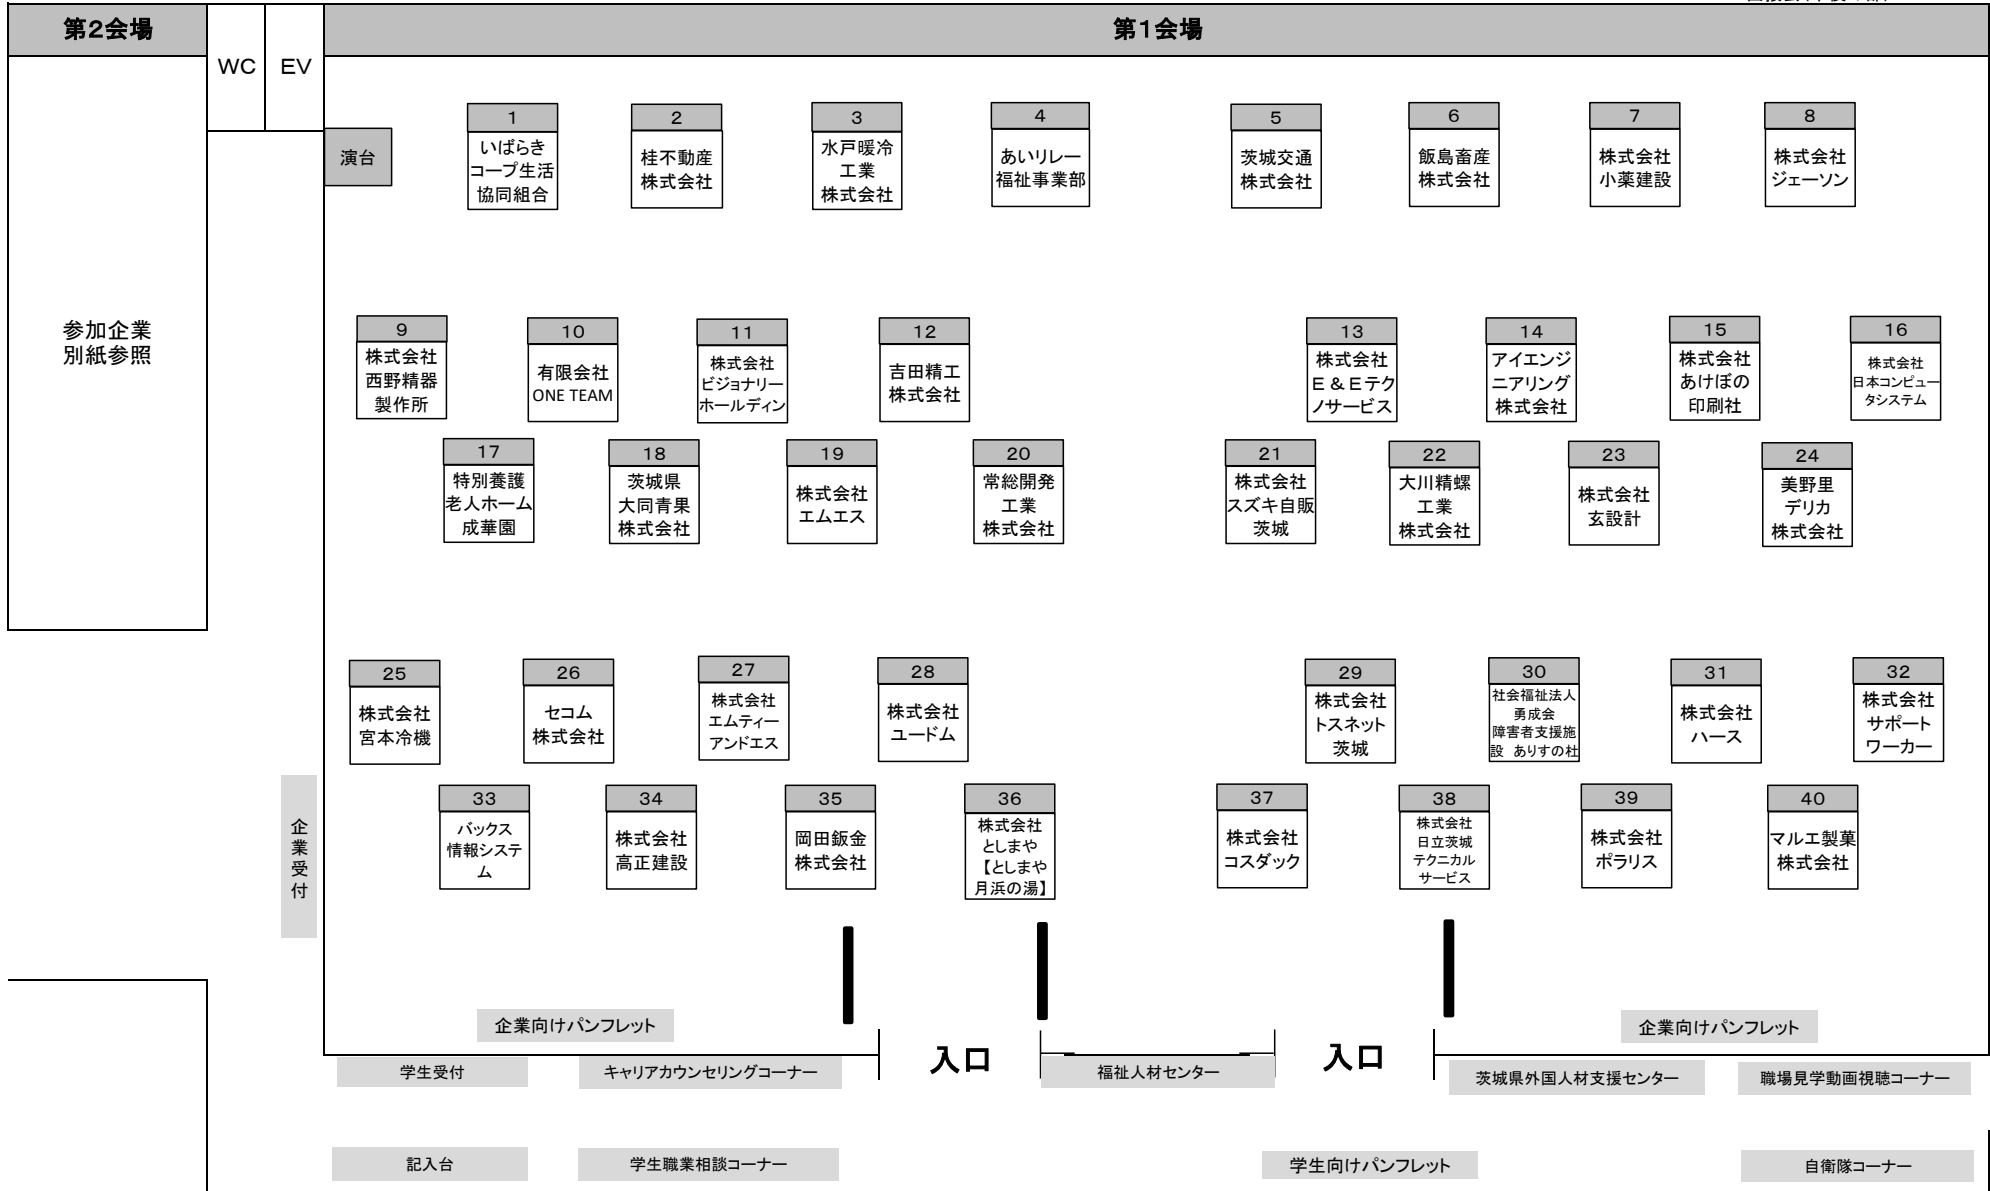 第2会場
第1会場
WC
EV
演台
1
いばらき
コープ生活
協同組合
2
桂不動産
株式会社
3
水戸暖冷
工業
株式会社
4
あいリレー
福祉事業部
5
茨城交通
株式会社
6
飯島畜産
株式会社
7
株式会社
小薬建設
8
株式会社
ジェーソン
参加企業
別紙参照
9
株式会社
西野精器
製作所
10
有限会社
ONE TEAM
11
株式会社
ビジョナリー
ホールディン
12
吉田精工
株式会社
13
株式会社
E&Eテク
ノサービス
14
アイエンジ
ニアリング
株式会社
15
株式会社
あけぼの
印刷社
16
株式会社
日本コンピュー
タシステム
17
特別養護
老人ホーム
成華園
18
茨城県
大同青果
株式会社
19
株式会社
エムエス
20
常総開発
工業
株式会社
21
株式会社
スズキ自販
茨城
22
大川精螺
工業
株式会社
23
株式会社
玄設計
24
美野里
デリカ
株式会社
25
株式会社
宮本冷機
26
セコム
株式会社
27
株式会社
エムティー
アンドエス
28
株式会社
ユードム
29
株式会社
トスネット
茨城
30
社会福祉法人
勇成会
障害者支援施
設 ありすの杜
31
株式会社
ハース
32
株式会社
サポート
ワーカー
33
バックス
情報システ
ム
34
株式会社
高正建設
35
岡田鈑金
株式会社
36
株式会社
としまや
【としまや
月浜の湯】
37
株式会社
コスダック
38
株式会社
日立茨城
テクニカル
サービス
39
株式会社
ポラリス
40
マルエ製菓
株式会社
企業受付
企業向けパンフレット
企業向けパンフレット
入口
入口
学生受付
キャリアカウンセリングコーナー
福祉人材センター
茨城県外国人材支援センター
職場見学動画視聴コーナー
記入台
学生職業相談コーナー
学生向けパンフレット
自衛隊コーナー